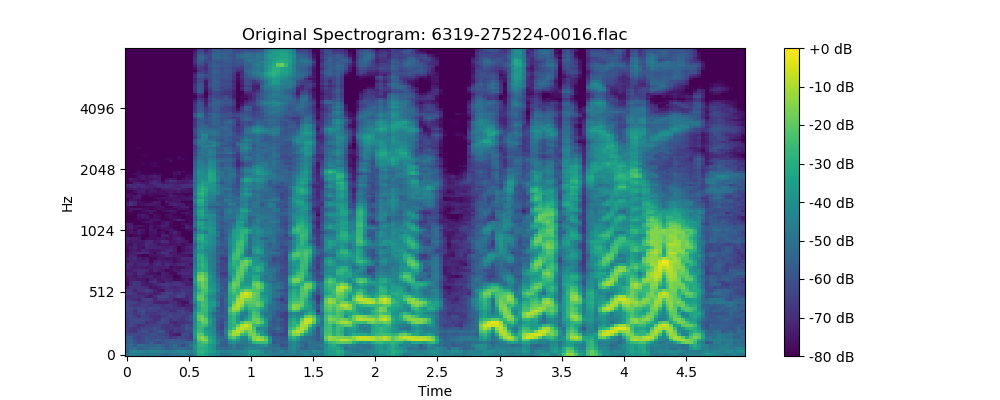 Original Spectrogram: 6319-275224-0016.flac
Hz
4096
2048
1024
512
0
0 0.5 1 1.5 2 2.5 3 3.5 4 4.5
Time
+0 dB
-10 dB
-20 dB
-30 dB
-40 dB
-50 dB
-60 dB
-70 dB
-80 dB